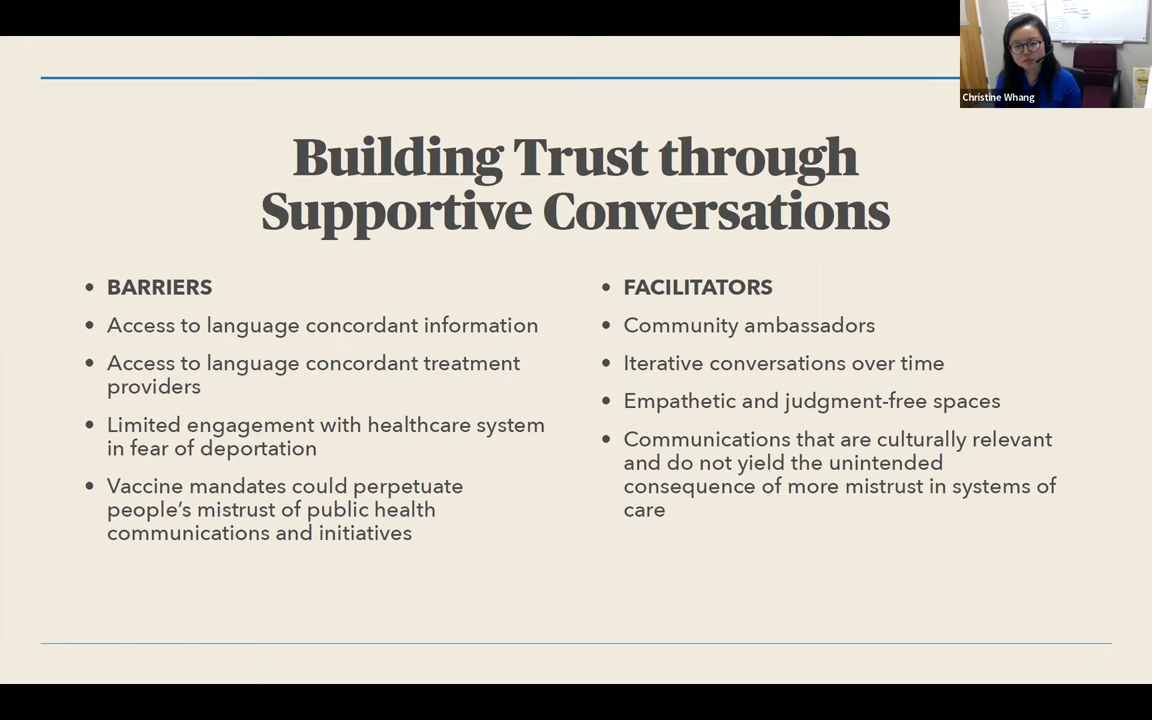 Christine Whang
Building Trust through
Supportive Conversations
• BARRIERS
• Access to language concordant information
• Access to language concordant treatment
providers
• Limited engagement with healthcare system
in fear of deportation
• Vaccine mandates could perpetuate
people’s mistrust of public health
communications and initiatives
• FACILITATORS
• Community ambassadors
• Iterative conversations over time
• Empathetic and judgment-free spaces
• Communications that are culturally relevant
and do not yield the unintended
consequence of more mistrust in systems of
care